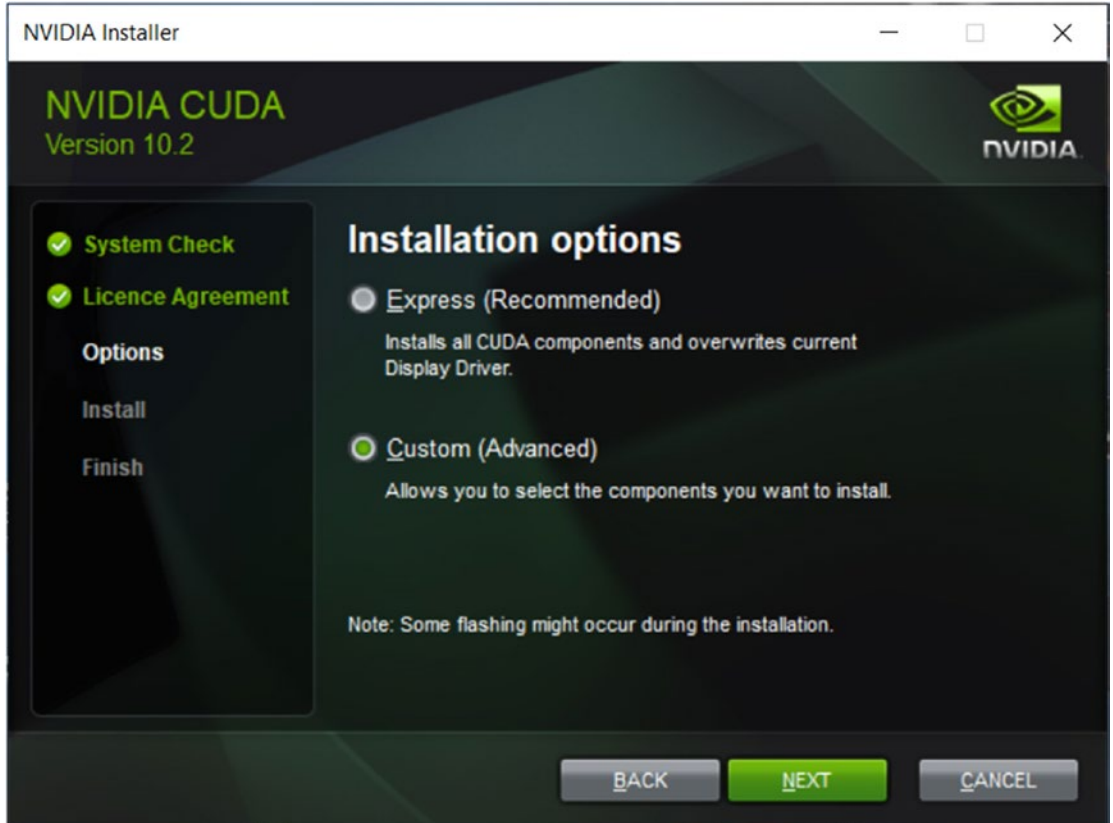 NVIDIA Installer
NVIDIA CUDA
Version 10.2
NVIDIA.
System Check
Licence Agreement
Options
Install
Finish
Installation options
Express (Recommended)
Installs all CUDA components and overwrites current
Display Driver.
Custom (Advanced)
Allows you to select the components you want to install.
Note: Some flashing might occur during the installation.
BACK
NEXT
CANCEL